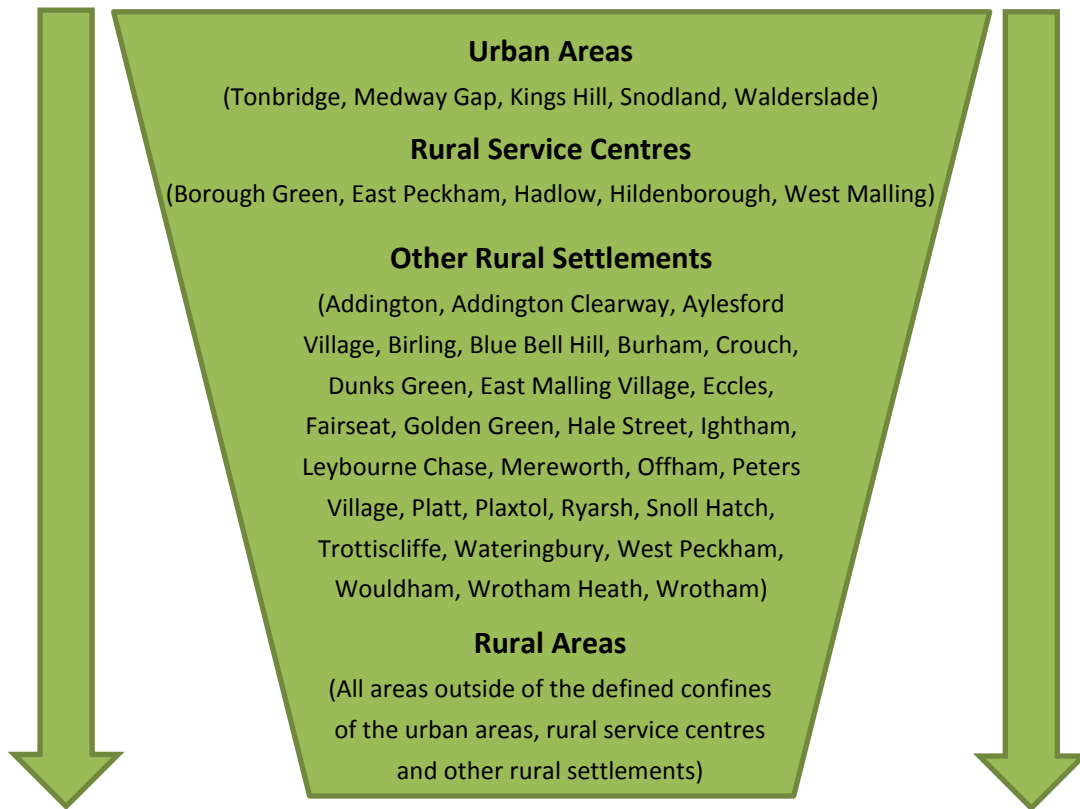 Urban Areas
(Tonbridge, Medway Gap, Kings Hill, Snodland, Walderslade)
Rural Service Centres
(Borough Green, East Peckham, Hadlow, Hildenborough, West Malling)
Other Rural Settlements
(Addington, Addington Clearway, Aylesford
Village, Birling, Blue Bell Hill, Burham, Crouch,
Dunks Green, East Malling Village, Eccles,
Fairseat, Golden Green, Hale Street, Ightham,
Leybourne Chase, Mereworth, Offham, Peters
Village, Platt, Plaxtol, Ryarsh, Snoll Hatch,
Trottiscliffe, Wateringbury, West Peckham,
Wouldham, Wrotham Heath, Wrotham)
Rural Areas
(All areas outside of the defined confines
of the urban areas, rural service centres
and other rural settlements)